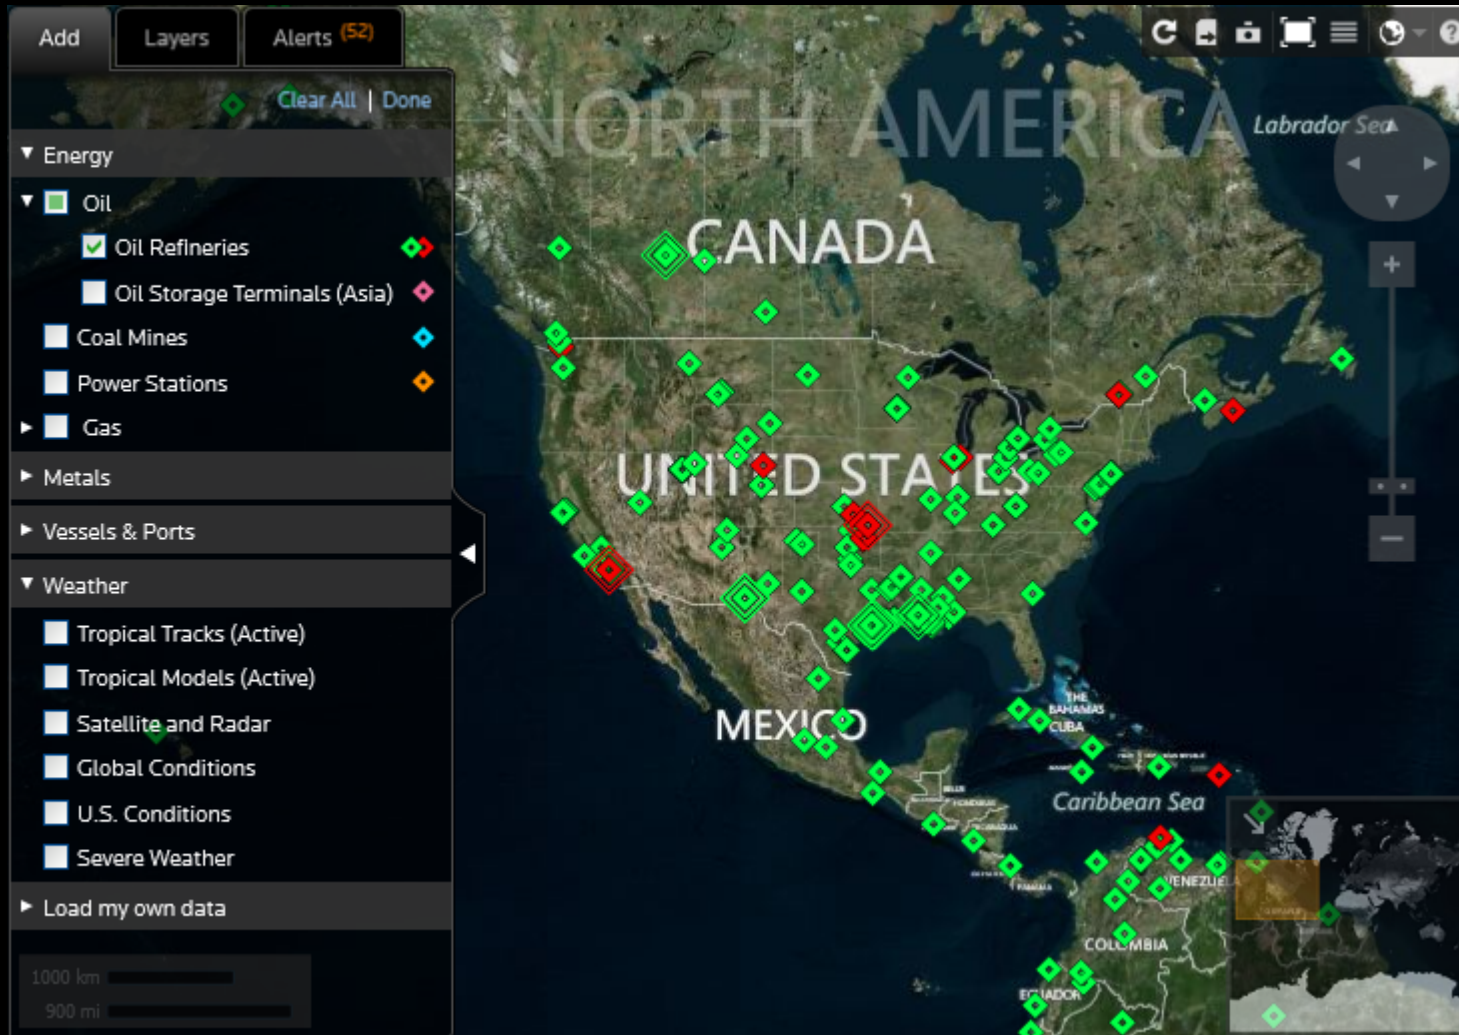 Add
Layers
Alerts (52)
Clear All | Done
Energy
Oil
Oil Refineries
Oil Storage Terminals (Asia)
Coal Mines
Power Stations
Gas
Metals
Vessels & Ports
Weather
Tropical Tracks (Active)
Tropical Models (Active)
Satellite and Radar
Global Conditions
U.S. Conditions
Severe Weather
Load my own data
1000 km
900 mi
NORTH AMERICA
Labrador Sea
CANADA
UNITED STATES
MEXICO
THE
BAHAMAS
CUBA
Caribbean Sea
VENEZUELA
COLOMBIA
ECUADOR